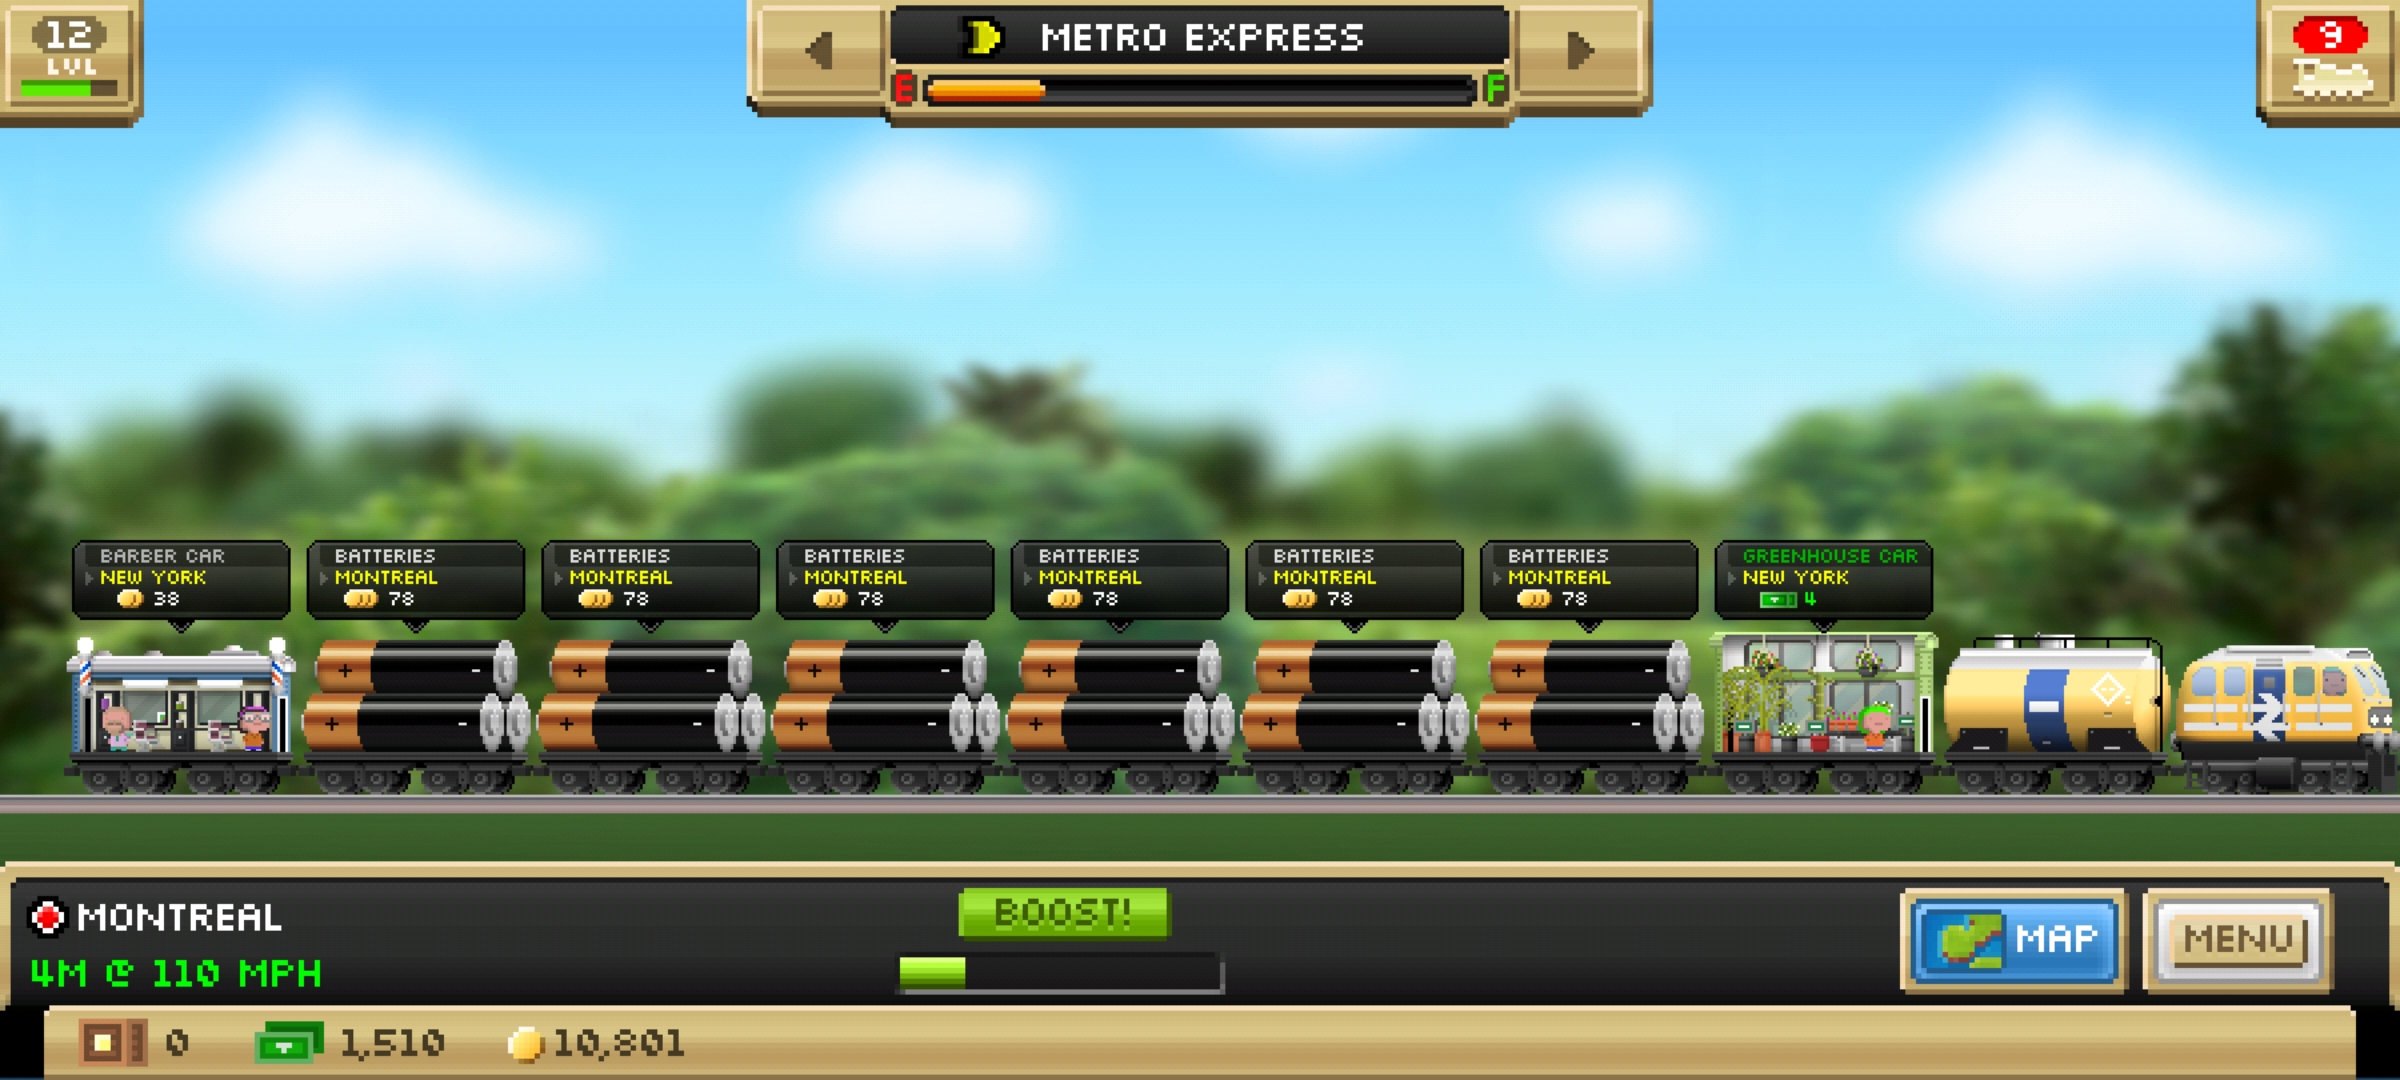 12
LVL
METRO EXPRESS
E F
9
BARBER CAR
NEW YORK
38
BATTERIES
MONTREAL
78
BATTERIES
MONTREAL
78
BATTERIES
MONTREAL
78
BATTERIES
MONTREAL
78
BATTERIES
MONTREAL
78
BATTERIES
MONTREAL
78
GREENHOUSE CAR
NEW YORK
4
MONTREAL
4M @ 110 MPH
BOOST!
MAP
MENU
0
1,510
10,801